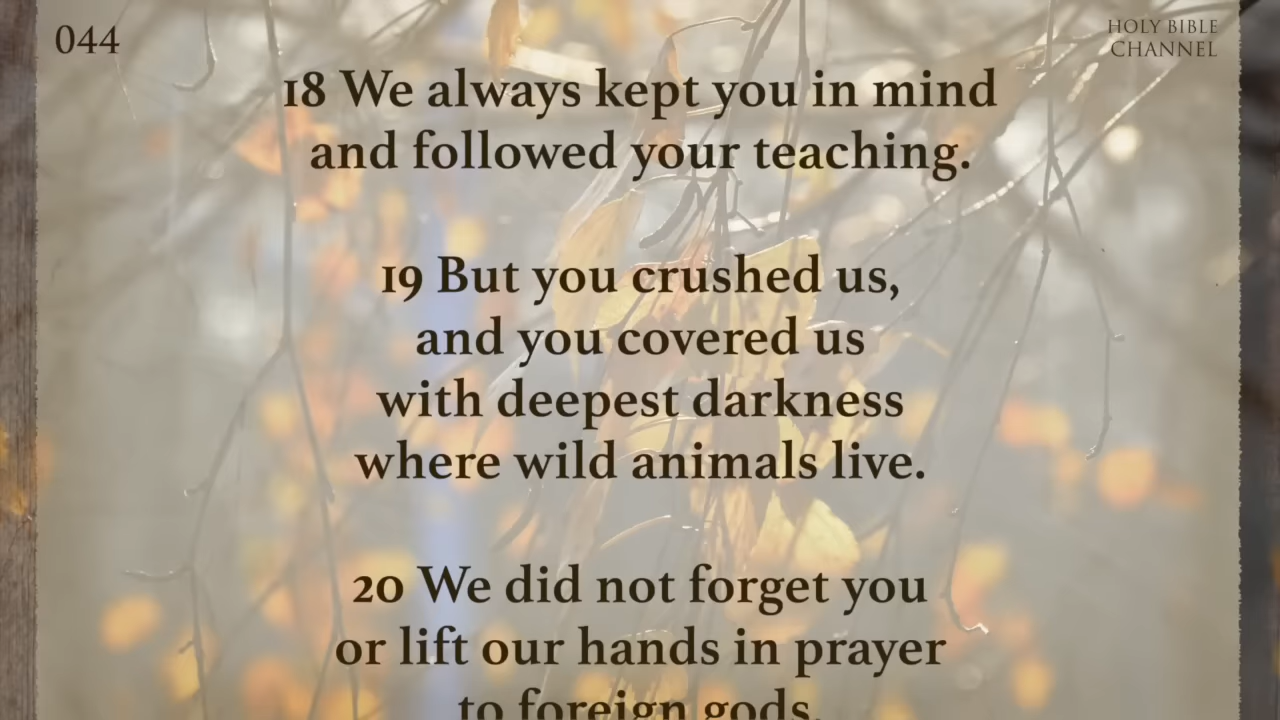 044
HOLY BIBLE
CHANNEL
18 We always kept you in mind
and followed your teaching.
19 But you crushed us,
and you covered us
with deepest darkness
where wild animals live.
20 We did not forget you
or lift our hands in prayer
to foreign gods.